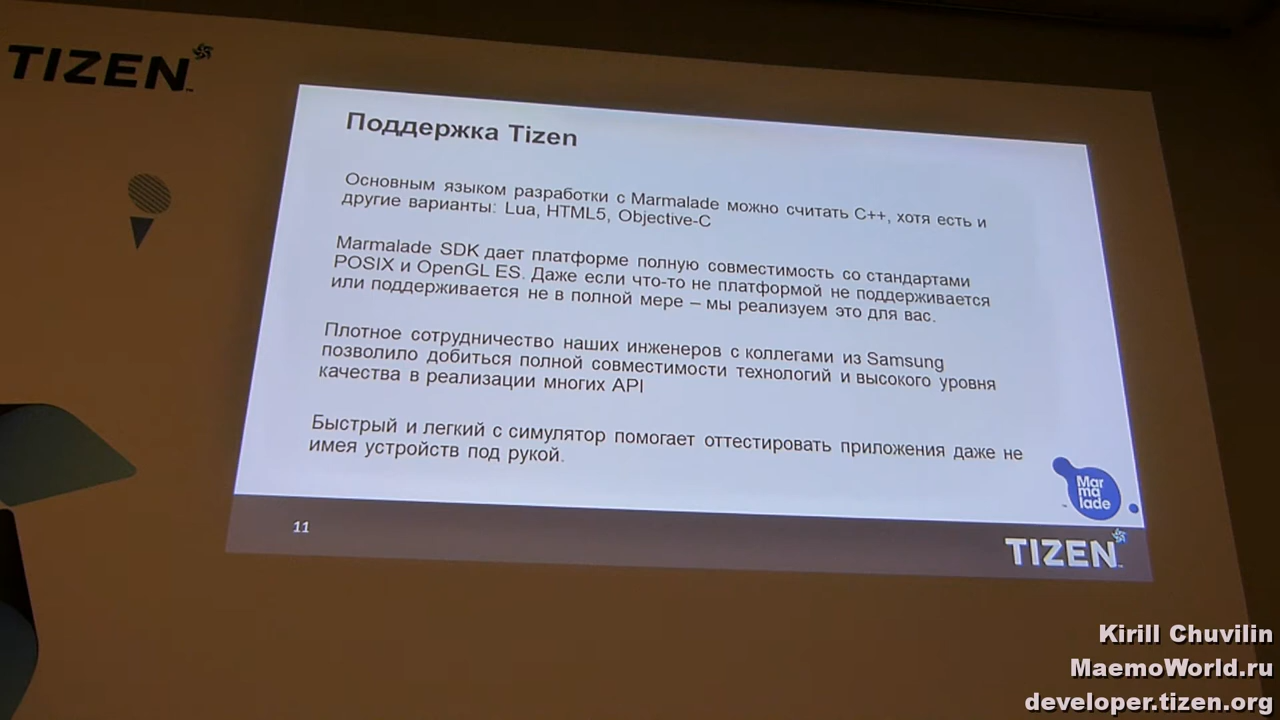 TIZEN™
Поддержка Tizen
Основным языком разработки с Marmalade можно считать C++, хотя есть и
другие варианты: Lua, HTML5, Objective-C
Marmalade SDK дает платформе полную совместимость со стандартами
POSIX и OpenGL ES. Даже если что-то не платформой не поддерживается
или поддерживается не в полной мере – мы реализуем это для вас.
Плотное сотрудничество наших инженеров с коллегами из Samsung
позволило добиться полной совместимости технологий и высокого уровня
качества в реализации многих API
Быстрый и легкий с симулятор помогает оттестировать приложения даже не
имея устройств под рукой.
Mar
ma
lade
™
11
TIZEN™
Kirill Chuvilin
MaemoWorld.ru
developer.tizen.org